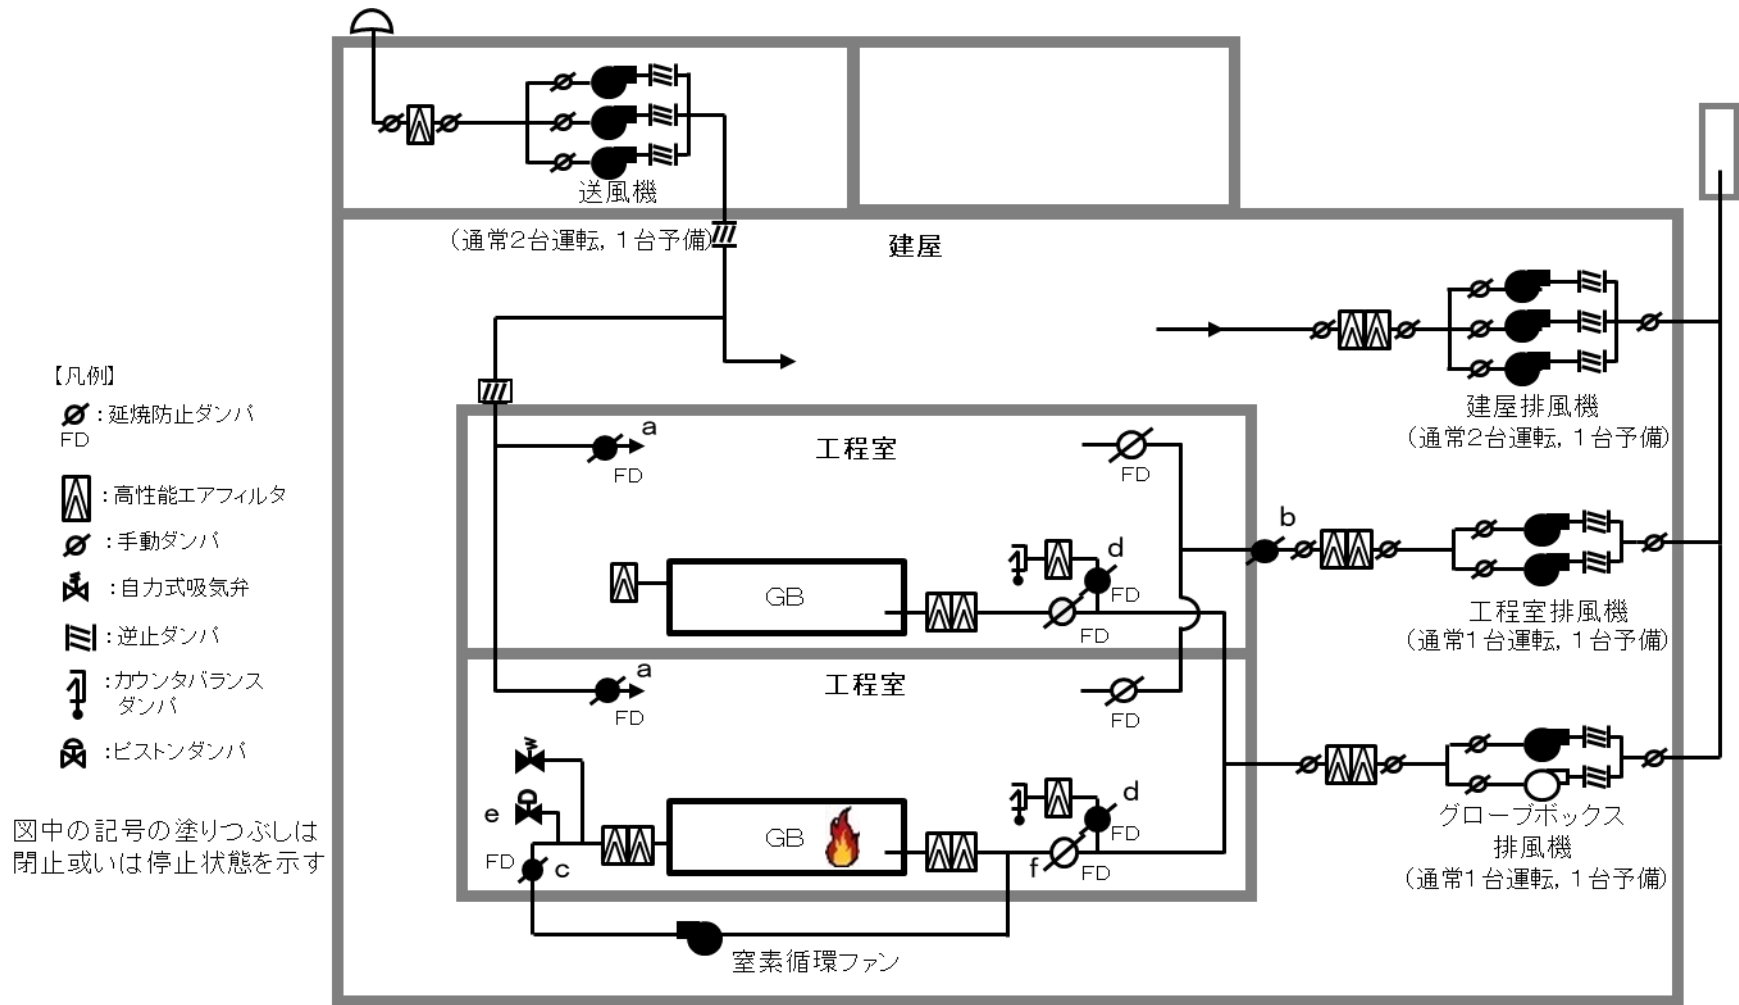 送風機
(通常2台運転, 1台予備)
建屋
【凡例】
:延焼防止ダンパ
FD
:高性能エアフィルタ
:手動ダンパ
:自力式吸気弁
:逆止ダンパ
:カウンタバランス
ダンパ
:ピストンダンパ
図中の記号の塗りつぶしは
閉止或いは停止状態を示す
建屋排風機
(通常2台運転, 1台予備)
a
FD
工程室
FD
b
GB
d
FD
FD
工程室排風機
(通常1台運転, 1台予備)
a
FD
工程室
FD
e
FD
c
GB
d
FD
f
FD
グローブボックス
排風機
(通常1台運転, 1台予備)
窒素循環ファン